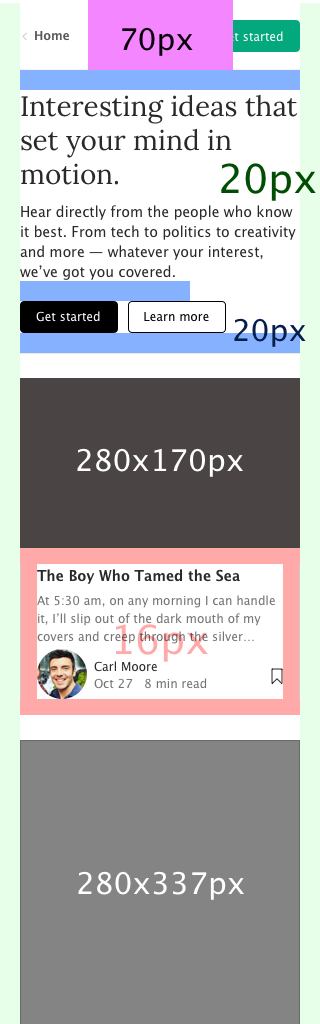 Home
70px
et started
Interesting ideas that
set your mind in
motion.
20px
Hear directly from the people who know
it best. From tech to politics to creativity
and more — whatever your interest,
we’ve got you covered.
Get started
Learn more
20px
280x170px
The Boy Who Tamed the Sea
At 5:30 am, on any morning I can handle
it, I’ll slip out of the dark mouth of my
covers and creep through the silver...
16px
Carl Moore
Oct 27 8 min read
280x337px